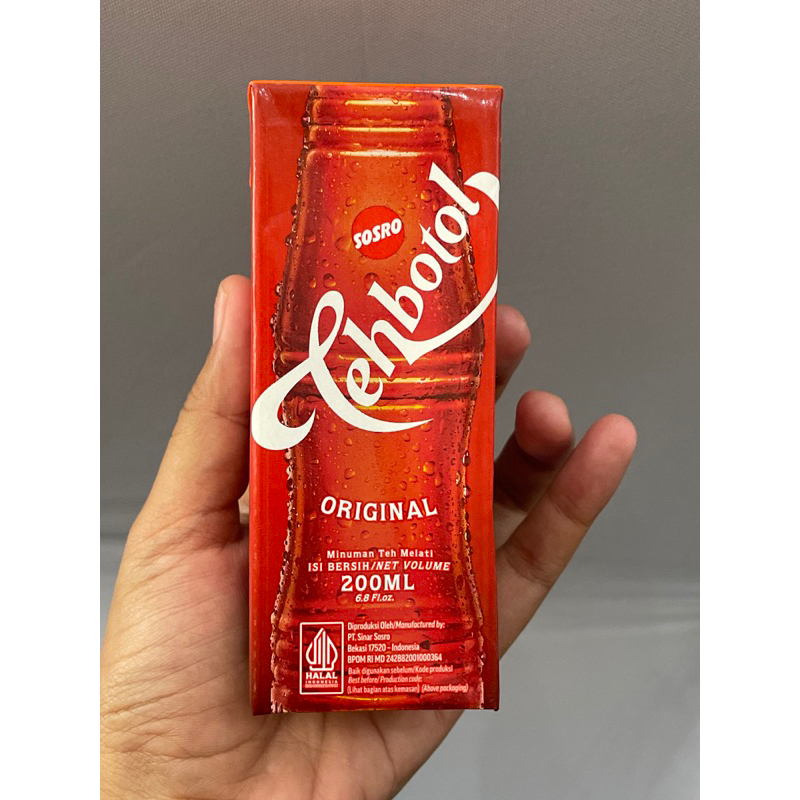 SOSRO
Tehbotol
ORIGINAL
Minuman Teh Melati
ISI BERSIH/NET VOLUME
200ML
6.8 Fl.oz.
HALAL
INDONESIA
Diproduksi Oleh/Manufactured by:
PT. Sinar Sosro
Bekasi 17520 - Indonesia
BPOM RI MD 242882001000364
Baik digunakan sebelum/Kode produksi
Best before/ Production code:
(Lihat bagian atas kemasan) (Above packaging)